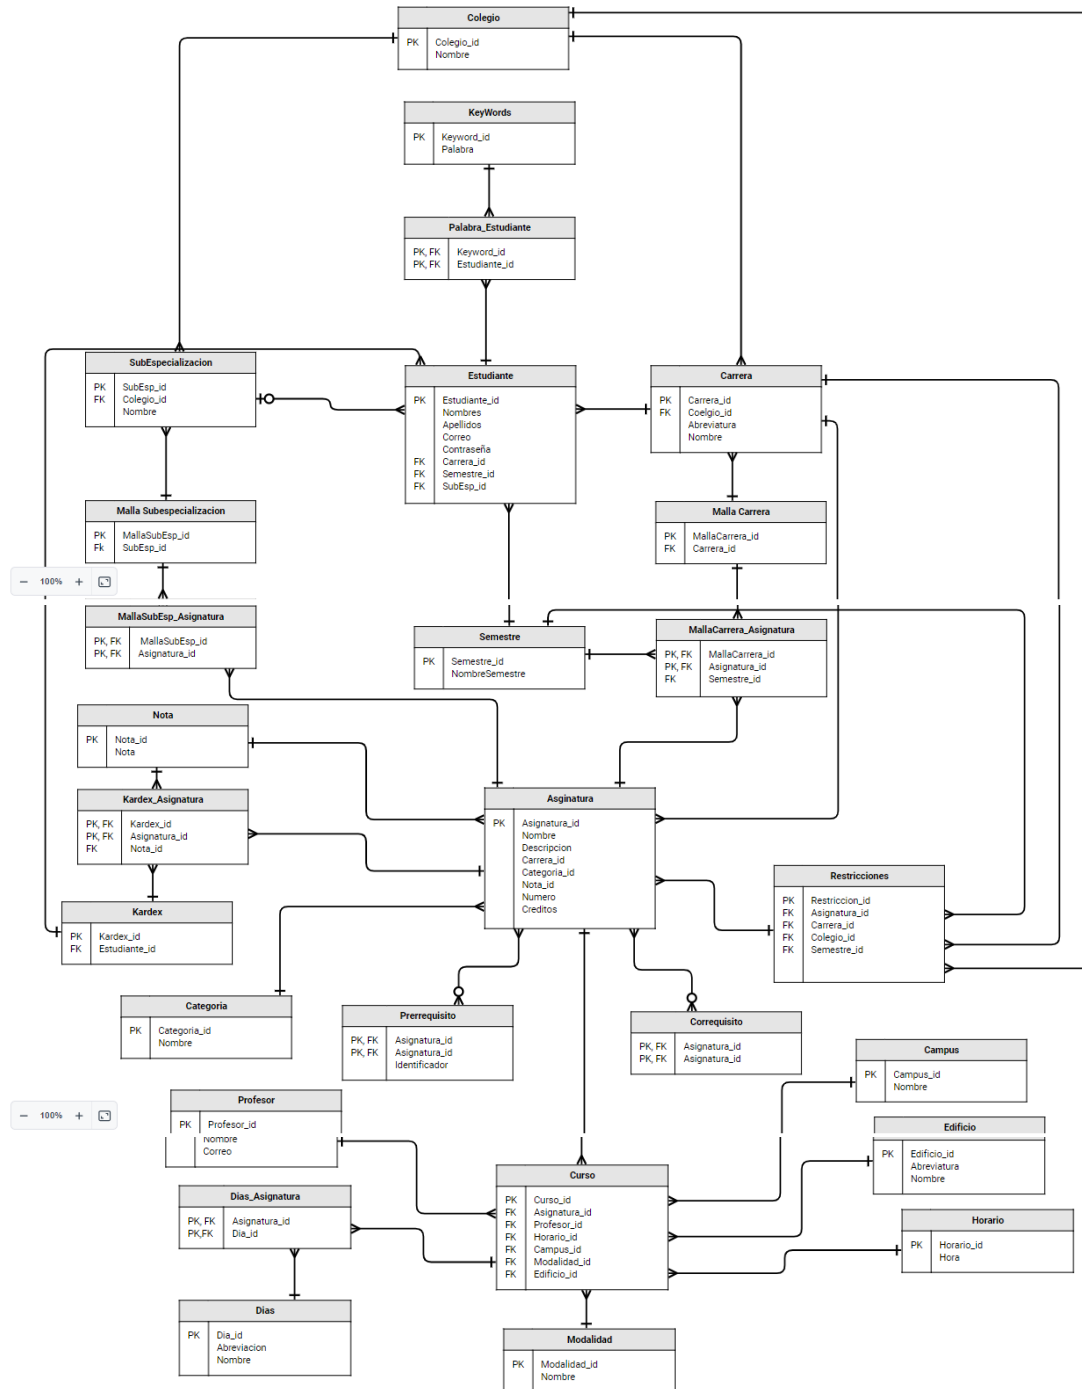 Colegio
PK Colegio_id
Nombre
KeyWords
PK Keyword_id
Palabra
Palabra_Estudiante
PK, FK Keyword_id
PK, FK Estudiante_id
SubEspecializacion
PK SubEsp_id
FK Colegio_id
Nombre
Estudiante
PK Estudiante_id
Nombres
Apellidos
Correo
Contraseña
FK Carrera_id
FK Semestre_id
FK SubEsp_id
Carrera
PK Carrera_id
FK Coelgio_id
Abreviatura
Nombre
Malla Subespecializacion
PK MallaSubEsp_id
Fk SubEsp_id
Malla Carrera
PK MallaCarrera_id
FK Carrera_id
− 100% +
MallaSubEsp_Asignatura
PK, FK MallaSubEsp_id
PK, FK Asignatura_id
Semestre
PK Semestre_id
NombreSemestre
MallaCarrera_Asignatura
PK, FK MallaCarrera_id
PK, FK Asignatura_id
FK Semestre_id
Nota
PK Nota_id
Nota
Kardex_Asignatura
PK, FK Kardex_id
PK, FK Asignatura_id
FK Nota_id
Asginatura
PK Asignatura_id
Nombre
Descripcion
Carrera_id
Categoria_id
Nota_id
Numero
Creditos
Restricciones
PK Restriccion_id
FK Asignatura_id
FK Carrera_id
FK Colegio_id
FK Semestre_id
Kardex
PK Kardex_id
FK Estudiante_id
Categoria
PK Categoria_id
Nombre
Prerrequisito
PK, FK Asignatura_id
PK, FK Asignatura_id
Identificador
Correquisito
PK, FK Asignatura_id
PK, FK Asignatura_id
Campus
PK Campus_id
Nombre
− 100% +
Profesor
PK Profesor_id
Nombre
Correo
Edificio
PK Edificio_id
Abreviatura
Nombre
Curso
PK Curso_id
FK Asignatura_id
FK Profesor_id
FK Horario_id
FK Campus_id
FK Modalidad_id
FK Edificio_id
Dias_Asignatura
PK, FK Asignatura_id
PK,FK Dia_id
Horario
PK Horario_id
Hora
Dias
PK Dia_id
Abreviacion
Nombre
Modalidad
PK Modalidad_id
Nombre